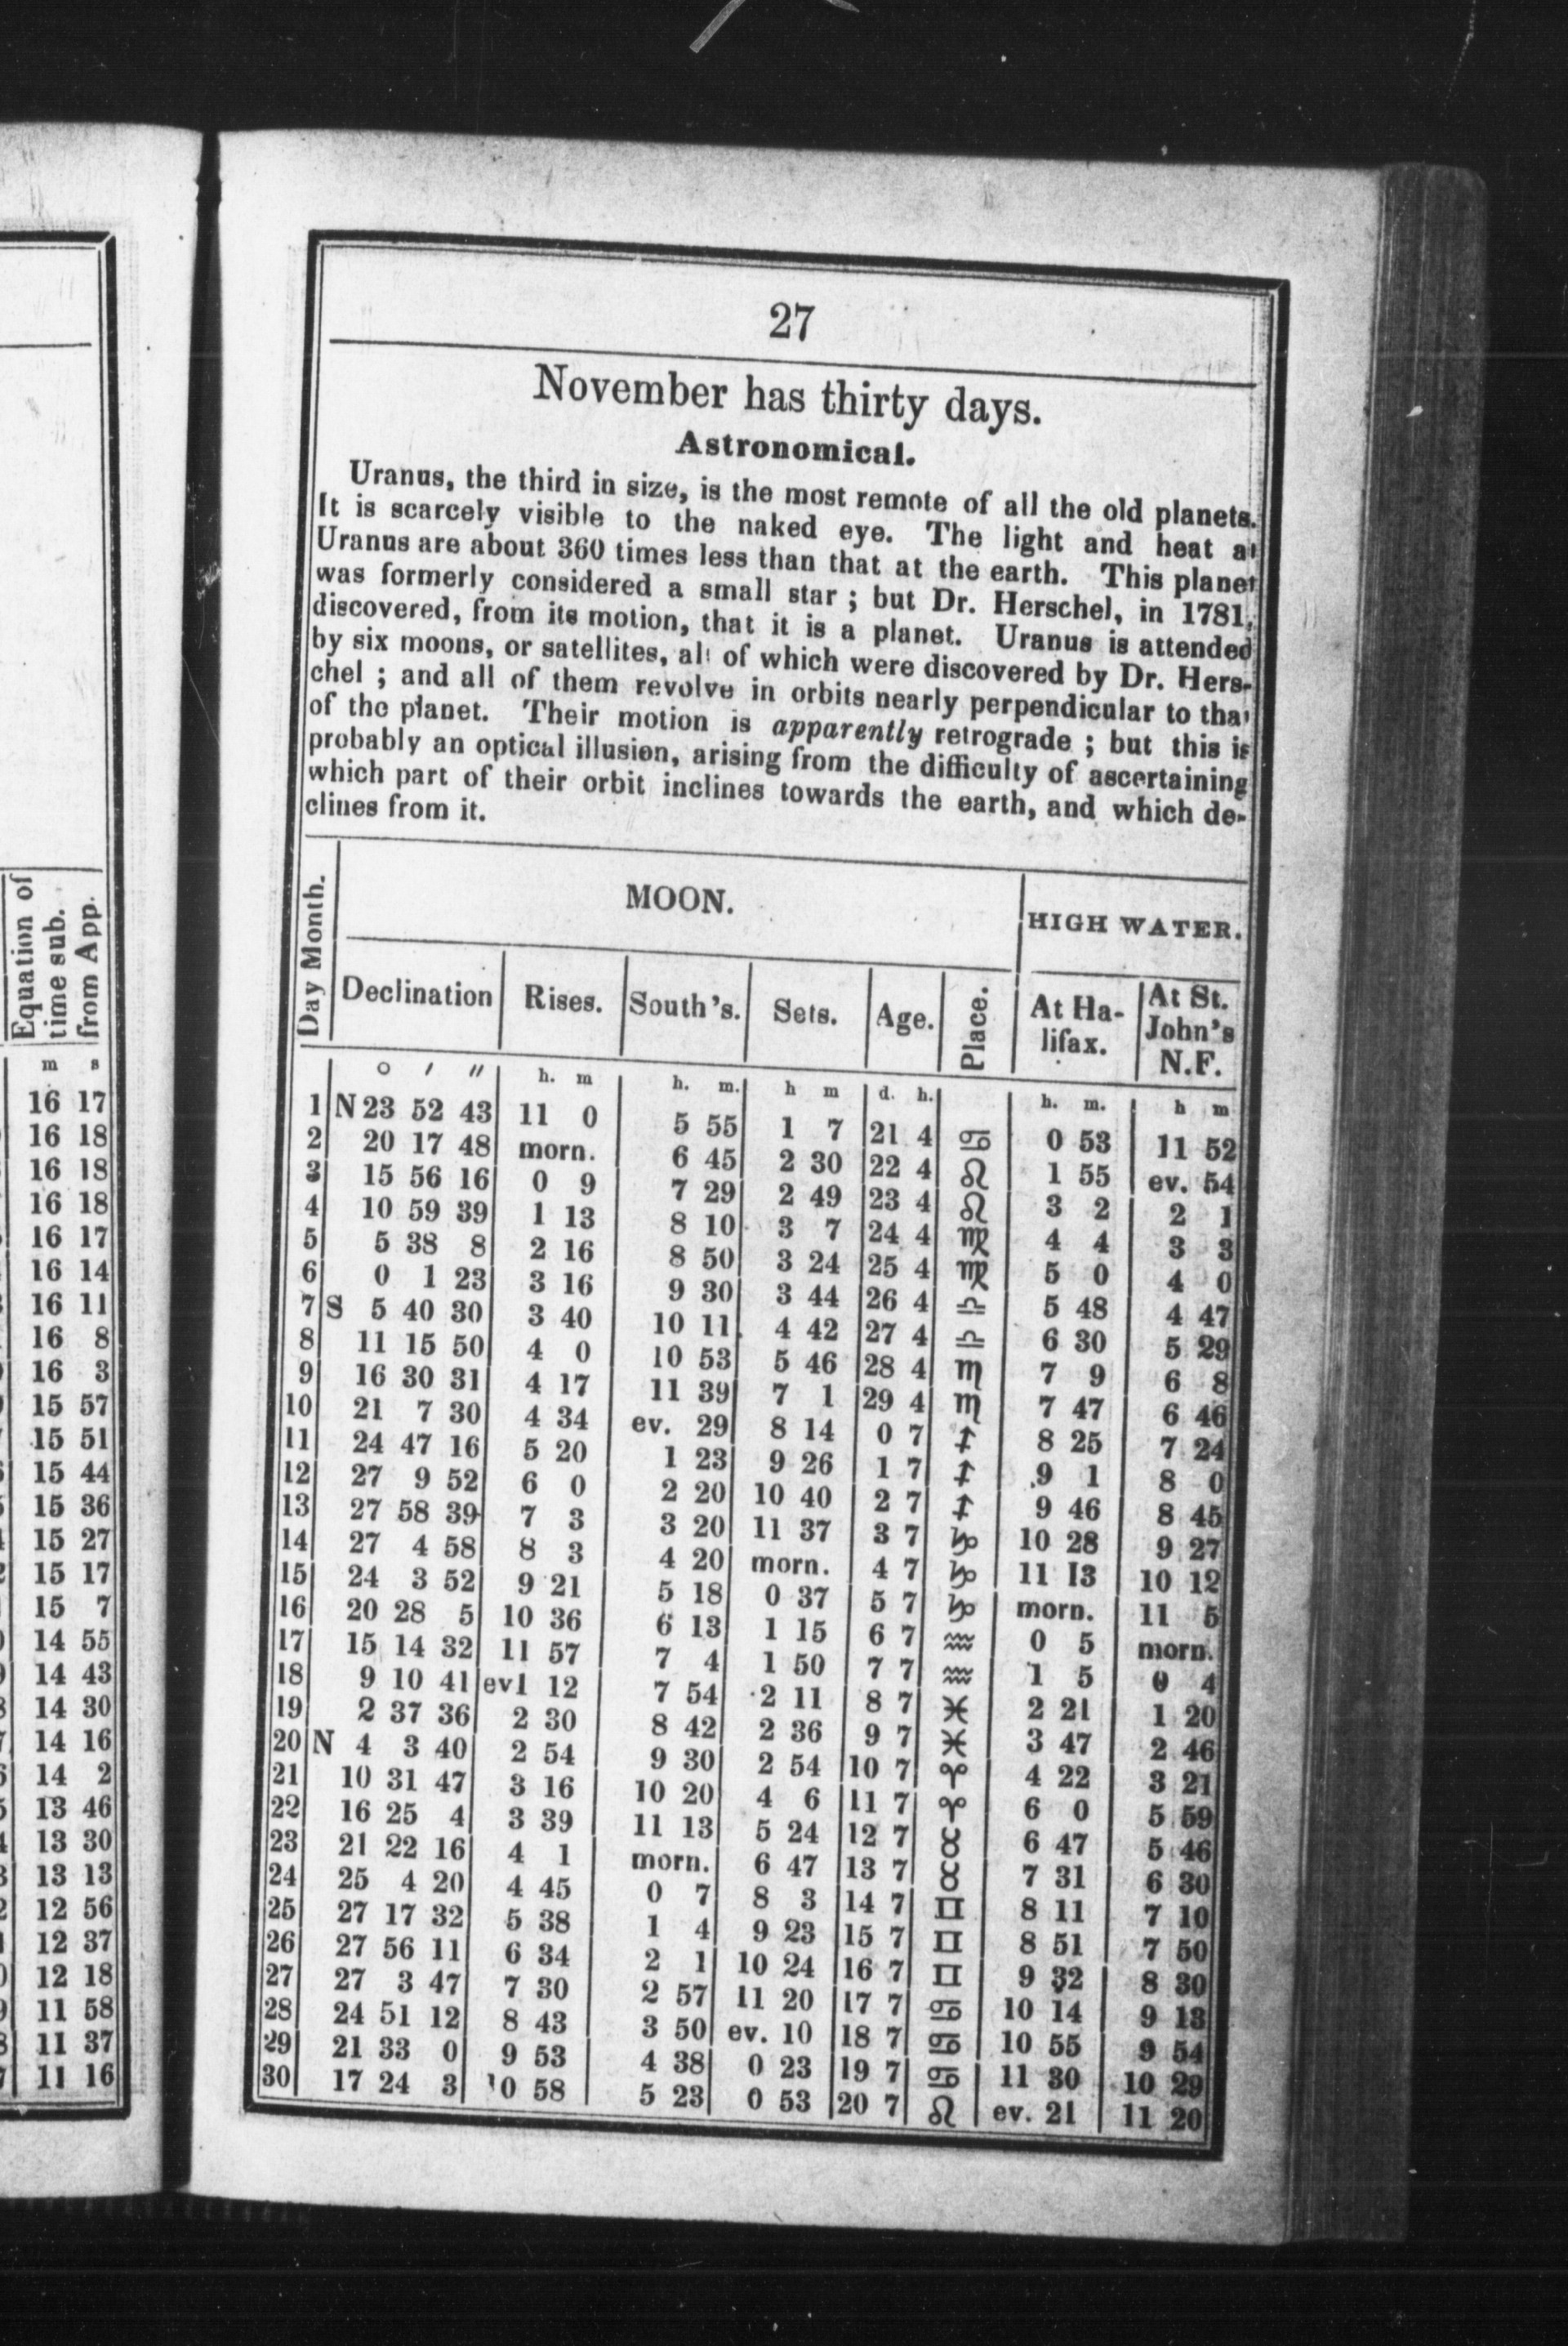 Equation of
time sub.
from App.
m s
16 17
16 18
16 18
16 18
16 17
16 14
16 11
16 8
16 3
15 57
15 51
15 44
15 36
15 27
15 17
15 7
14 55
14 43
14 30
14 16
14 2
13 46
13 30
13 13
12 56
12 37
12 18
11 58
11 37
11 16
27
November has thirty days.
Astronomical.
Uranus, the third in size, is the most remote of all the old planets.
It is scarcely visible to the naked eye. The light and heat at
Uranus are about 360 times less than that at the earth. This planet
was formerly considered a small star ; but Dr. Herschel, in 1781,
discovered, from its motion, that it is a planet. Uranus is attended
by six moons, or satellites, all of which were discovered by Dr. Hers-
chel ; and all of them revolve in orbits nearly perpendicular to that
of the planet. Their motion is apparently retrograde ; but this is
probably an optical illusion, arising from the difficulty of ascertaining
which part of their orbit inclines towards the earth, and which de-
clines from it.
Day Month. MOON. HIGH WATER.
Declination Rises. South's. Sets. Age. Place. At Ha-lifax. At St. John's N.F.
° ′ ″ h. m h. m. h m d. h. h. m. h m
1 N 23 52 43 11 0 5 55 1 7 21 4 ♋ 0 53 11 52
2 20 17 48 morn. 6 45 2 30 22 4 ♌ 1 55 ev. 54
3 15 56 16 0 9 7 29 2 49 23 4 ♌ 3 2 2 1
4 10 59 39 1 13 8 10 3 7 24 4 ♍ 4 4 3 3
5 5 38 8 2 16 8 50 3 24 25 4 ♍ 5 0 4 0
6 0 1 23 3 16 9 30 3 44 26 4 ♎ 5 48 4 47
7 S 5 40 30 3 40 10 11 4 42 27 4 ♎ 6 30 5 29
8 11 15 50 4 0 10 53 5 46 28 4 ♏ 7 9 6 8
9 16 30 31 4 17 11 39 7 1 29 4 ♏ 7 47 6 46
10 21 7 30 4 34 ev. 29 8 14 0 7 ♐ 8 25 7 24
11 24 47 16 5 20 1 23 9 26 1 7 ♐ 9 1 8 0
12 27 9 52 6 0 2 20 10 40 2 7 ♐ 9 46 8 45
13 27 58 39 7 3 3 20 11 37 3 7 ♑ 10 28 9 27
14 27 4 58 8 3 4 20 morn. 4 7 ♑ 11 13 10 12
15 24 3 52 9 21 5 18 0 37 5 7 ♑ morn. 11 5
16 20 28 5 10 36 6 13 1 15 6 7 ♒ 0 5 morn.
17 15 14 32 11 57 7 4 1 50 7 7 ♒ 1 5 0 4
18 9 10 41 ev1 12 7 54 2 11 8 7 ♓ 2 21 1 20
19 2 37 36 2 30 8 42 2 36 9 7 ♓ 3 47 2 46
20 N 4 3 40 2 54 9 30 2 54 10 7 ♈ 4 22 3 21
21 10 31 47 3 16 10 20 4 6 11 7 ♈ 6 0 5 59
22 16 25 4 3 39 11 13 5 24 12 7 ♉ 6 47 5 46
23 21 22 16 4 1 morn. 6 47 13 7 ♉ 7 31 6 30
24 25 4 20 4 45 0 7 8 3 14 7 ♊ 8 11 7 10
25 27 17 32 5 38 1 4 9 23 15 7 ♊ 8 51 7 50
26 27 56 11 6 34 2 1 10 24 16 7 ♊ 9 32 8 30
27 27 3 47 7 30 2 57 11 20 17 7 ♋ 10 14 9 13
28 24 51 12 8 43 3 50 ev. 10 18 7 ♋ 10 55 9 54
29 21 33 0 9 53 4 38 0 23 19 7 ♋ 11 30 10 29
30 17 24 3 10 58 5 23 0 53 20 7 ♌ ev. 21 11 20